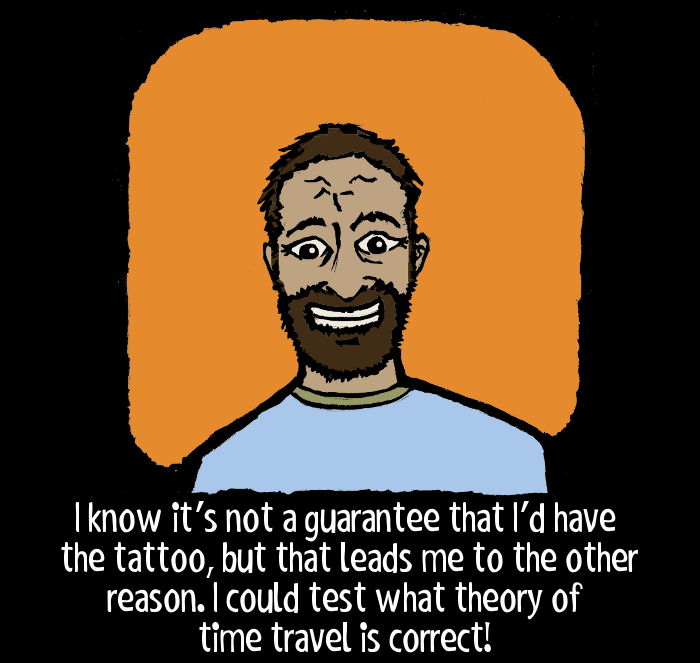 I know it's not a guarantee that I'd have
the tattoo, but that leads me to the other
reason. I could test what theory of
time travel is correct!